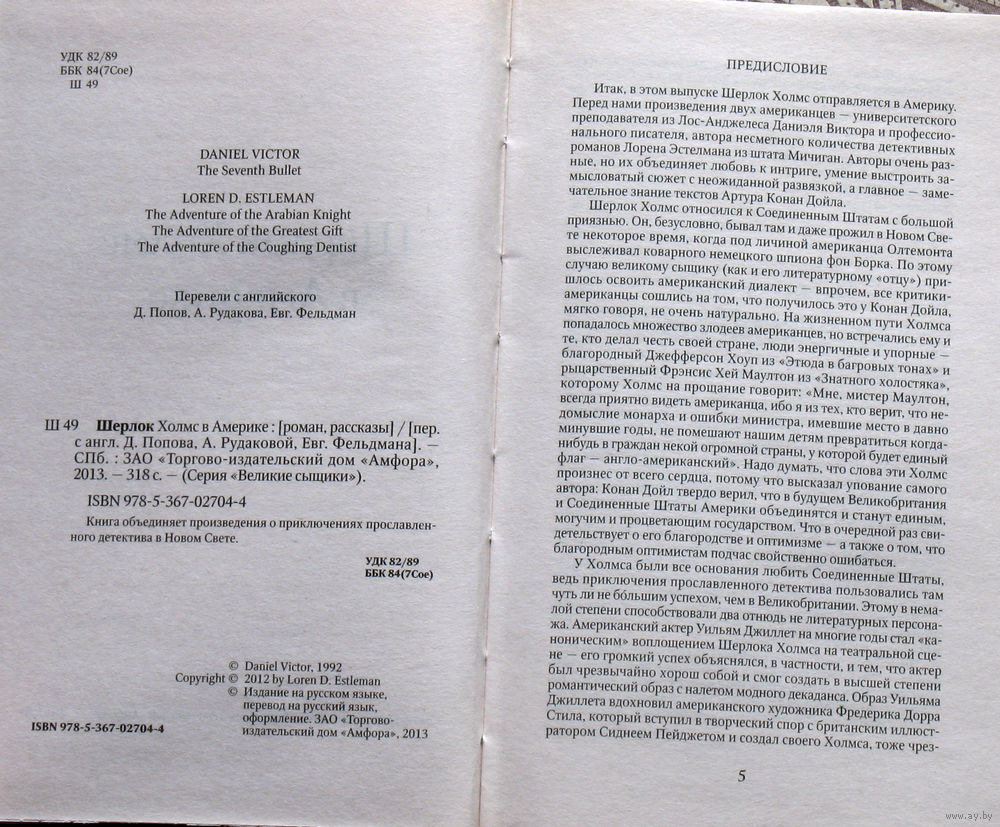 УДК 82/89
ББК 84(7Сое)
Ш 49
DANIEL VICTOR
The Seventh Bullet
LOREN D. ESTLEMAN
The Adventure of the Arabian Knight
The Adventure of the Greatest Gift
The Adventure of the Coughing Dentist
Перевели с английского
Д. Попов, А. Рудакова, Евг. Фельдман
Ш 49 Шерлок Холмс в Америке : [роман, рассказы] / [пер.
с англ. Д. Попова, А. Рудаковой, Евг. Фельдмана]. —
СПб. : ЗАО «Торгово-издательский дом «Амфора»,
2013. — 318 с. — (Серия «Великие сыщики»).
ISBN 978-5-367-02704-4
Книга объединяет произведения о приключениях прославлен-
ного детектива в Новом Свете.
УДК 82/89
ББК 84(7Сое)
© Daniel Victor, 1992
Copyright © 2012 by Loren D. Estleman
© Издание на русском языке,
перевод на русский язык,
оформление. ЗАО «Торгово-
издательский дом «Амфора», 2013
ISBN 978-5-367-02704-4
ПРЕДИСЛОВИЕ
Итак, в этом выпуске Шерлок Холмс отправляется в Америку.
Перед нами произведения двух американцев — университетского
преподавателя из Лос-Анджелеса Даниэля Виктора и профессио-
нального писателя, автора несметного количества детективных
романов Лорена Эстелмана из штата Мичиган. Авторы очень раз-
ные, но их объединяет любовь к интриге, умение выстроить за-
мысловатый сюжет с неожиданной развязкой, а главное — заме-
чательное знание текстов Артура Конан Дойла.
Шерлок Холмс относился к Соединенным Штатам с большой
приязнью. Он, безусловно, бывал там и даже прожил в Новом Све-
те некоторое время, когда под личиной американца Олтемонта
выслеживал коварного немецкого шпиона фон Борка. По этому
случаю великому сыщику (как и его литературному «отцу») при-
шлось освоить американский диалект — впрочем, все критики-
американцы сошлись на том, что получилось это у Конан Дойла,
мягко говоря, не очень натурально. На жизненном пути Холмса
попадалось множество злодеев американцев, но встречались ему и
те, кто делал честь своей стране, люди энергичные и упорные —
благородный Джефферсон Хоуп из «Этюда в багровых тонах» и
рыцарственный Фрэнсис Хей Маултон из «Знатного холостяка»,
которому Холмс на прощание говорит: «Мне, мистер Маултон,
всегда приятно видеть американца, ибо я из тех, кто верит, что не-
домыслие монарха и ошибки министра, имевшие место в давно
минувшие годы, не помешают нашим детям превратиться когда-
нибудь в граждан некой огромной страны, у которой будет единый
флаг — англо-американский». Надо думать, что слова эти Холмс
произнес от всего сердца, потому что высказал упование самого
автора: Конан Дойл твердо верил, что в будущем Великобритания
и Соединенные Штаты Америки объединятся и станут единым,
могучим и процветающим государством. Что в очередной раз сви-
детельствует о его благородстве и оптимизме — а также о том, что
благородным оптимистам подчас свойственно ошибаться.
У Холмса были все основания любить Соединенные Штаты,
ведь приключения прославленного детектива пользовались там
чуть ли не бо́льшим успехом, чем в Великобритании. Этому в нема-
лой степени способствовали два отнюдь не литературных персона-
жа. Американский актер Уильям Джиллет на многие годы стал «ка-
ноническим» воплощением Шерлока Холмса на театральной сце-
не — его громкий успех объяснялся, в частности, и тем, что актер
был чрезвычайно хорош собой и смог создать в высшей степени
романтический образ с налетом модного декаданса. Образ Уильяма
Джиллета вдохновил американского художника Фредерика Дорра
Стила, который вступил в творческий спор с британским иллюст-
ратором Сиднеем Пейджетом и создал своего Холмса, тоже чрез-
5
www.ay.by